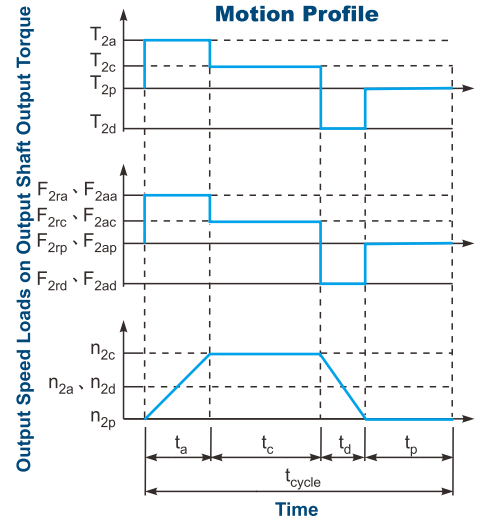 Motion Profile
Output Speed Loads on Output Shaft Output Torque
T2a
T2c
T2p
T2d
F2ra、F2aa
F2rc、F2ac
F2rp、F2ap
F2rd、F2ad
n2c
n2a、n2d
n2p
ta tc td tp
tcycle
Time